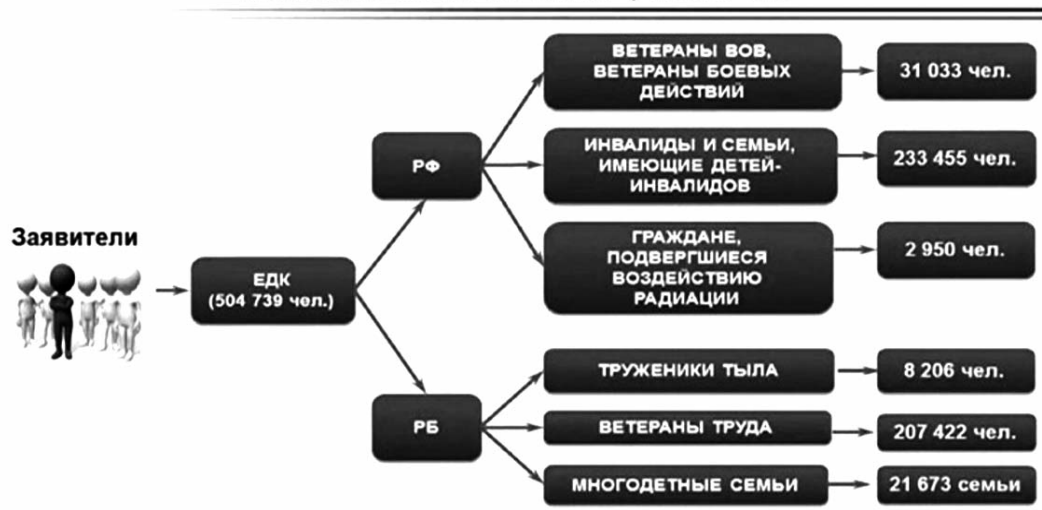 Заявители
ЕДК
(504 739 чел.)
РФ
ВЕТЕРАНЫ ВОВ,
ВЕТЕРАНЫ БОЕВЫХ
ДЕЙСТВИЙ
31 033 чел.
ИНВАЛИДЫ И СЕМЬИ,
ИМЕЮЩИЕ ДЕТЕЙ-
ИНВАЛИДОВ
233 455 чел.
ГРАЖДАНЕ,
ПОДВЕРГШИЕСЯ
ВОЗДЕЙСТВИЮ
РАДИАЦИИ
2 950 чел.
РБ
ТРУЖЕНИКИ ТЫЛА
8 206 чел.
ВЕТЕРАНЫ ТРУДА
207 422 чел.
МНОГОДЕТНЫЕ СЕМЬИ
21 673 семьи